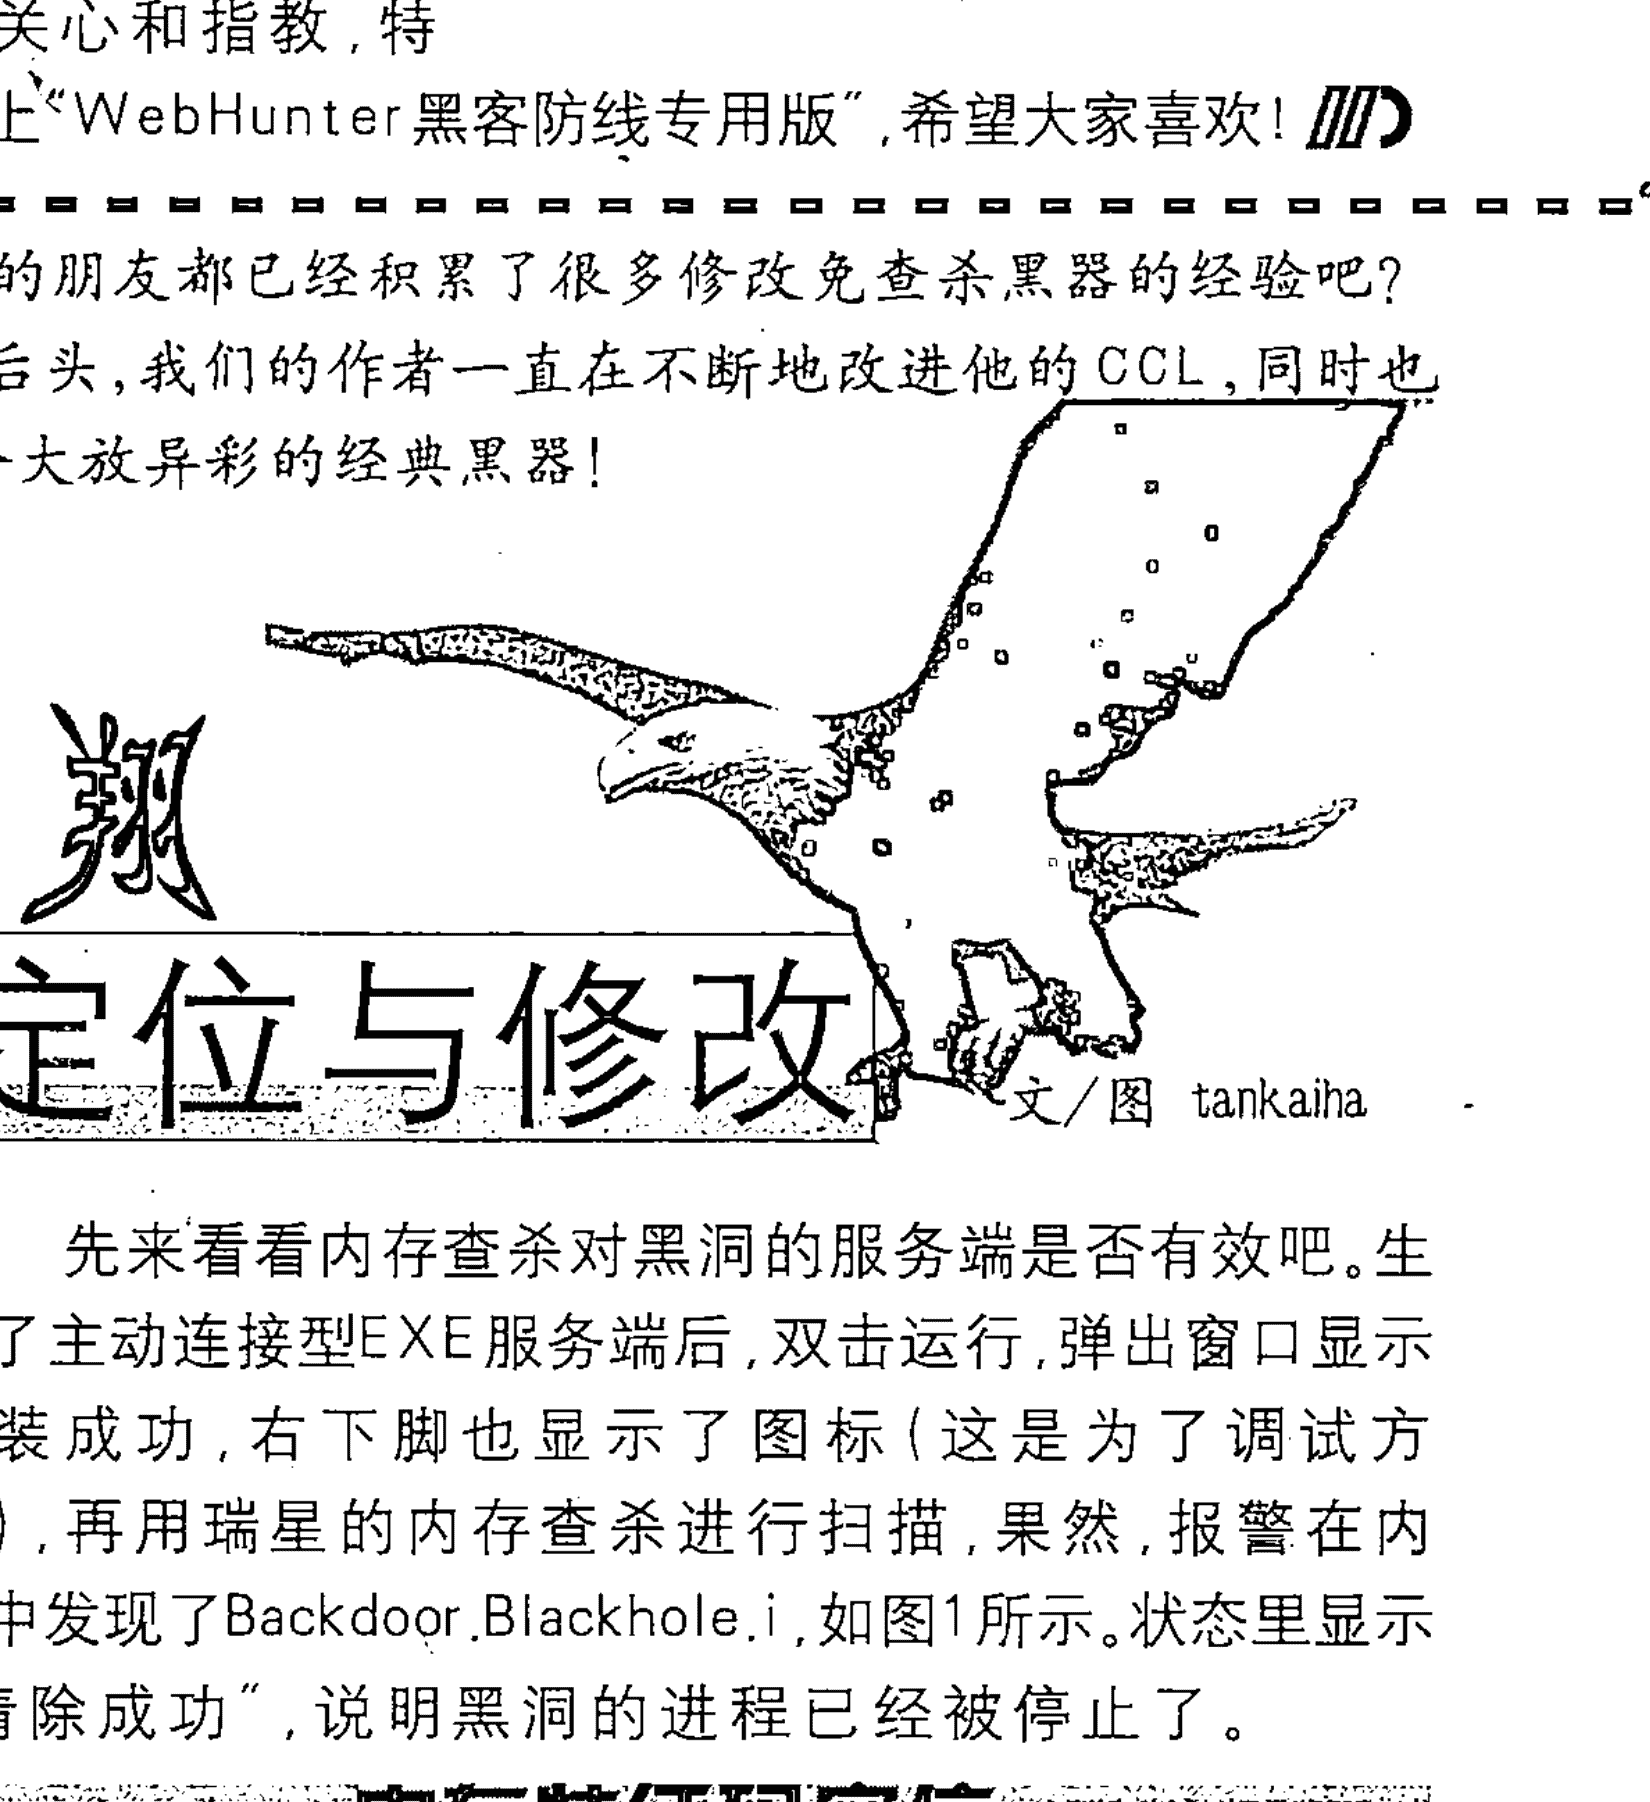 关心和指教,特
上“WebHunter黑客防线专用版”,希望大家喜欢!
的朋友都已经积累了很多修改免查杀黑器的经验吧?
后头,我们的作者一直在不断地改进他的CCL,同时也
大放异彩的经典黑器!
翔
定位与修改
文/图 tankaiha
先来看看内存查杀对黑洞的服务端是否有效吧。生
了主动连接型EXE服务端后,双击运行,弹出窗口显示
装成功,右下脚也显示了图标(这是为了调试方
),再用瑞星的内存查杀进行扫描,果然,报警在内
中发现了Backdoor.Blackhole.i,如图1所示。状态里显示
清除成功”,说明黑洞的进程已经被停止了。